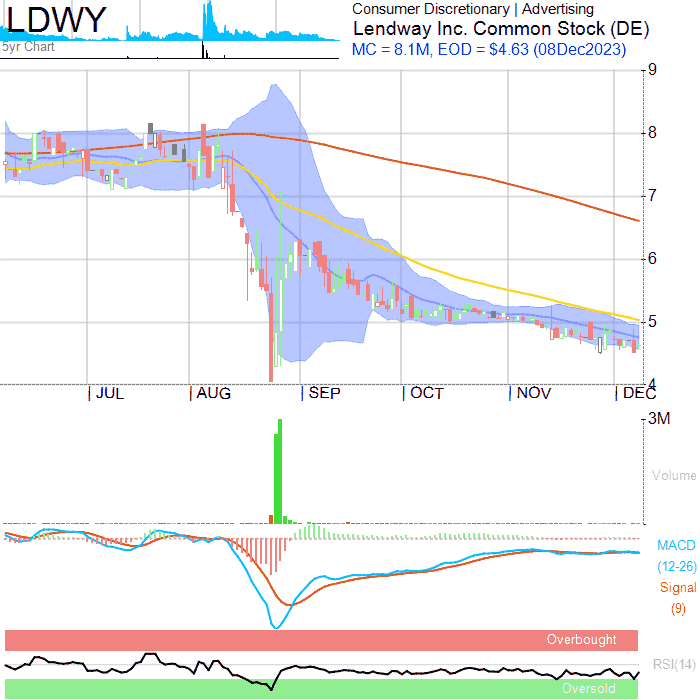 LDWY
5yr Chart
Consumer Discretionary | Advertising
Lendway Inc. Common Stock (DE)
MC = 8.1M, EOD = $4.63 (08Dec2023)
9
8
7
6
5
4
JUL AUG SEP OCT NOV DEC
3M
Volume
MACD
(12-26)
Signal
(9)
Overbought
RSI(14)
Oversold